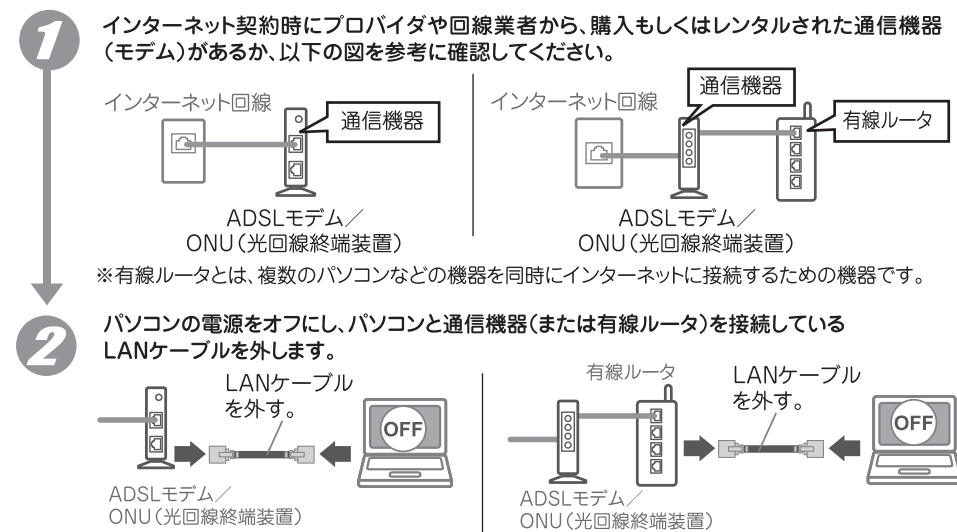 1
インターネット契約時にプロバイダや回線業者から、購入もしくはレンタルされた通信機器
（モデム）があるか、以下の図を参考に確認してください。
インターネット回線
通信機器
ADSLモデム／
ONU（光回線終端装置）
インターネット回線
通信機器
有線ルータ
ADSLモデム／
ONU（光回線終端装置）
※有線ルータとは、複数のパソコンなどの機器を同時にインターネットに接続するための機器です。
2
パソコンの電源をオフにし、パソコンと通信機器（または有線ルータ）を接続している
LANケーブルを外します。
LANケーブル
を外す。
OFF
ADSLモデム／
ONU（光回線終端装置）
有線ルータ
LANケーブル
を外す。
OFF
ADSLモデム／
ONU（光回線終端装置）